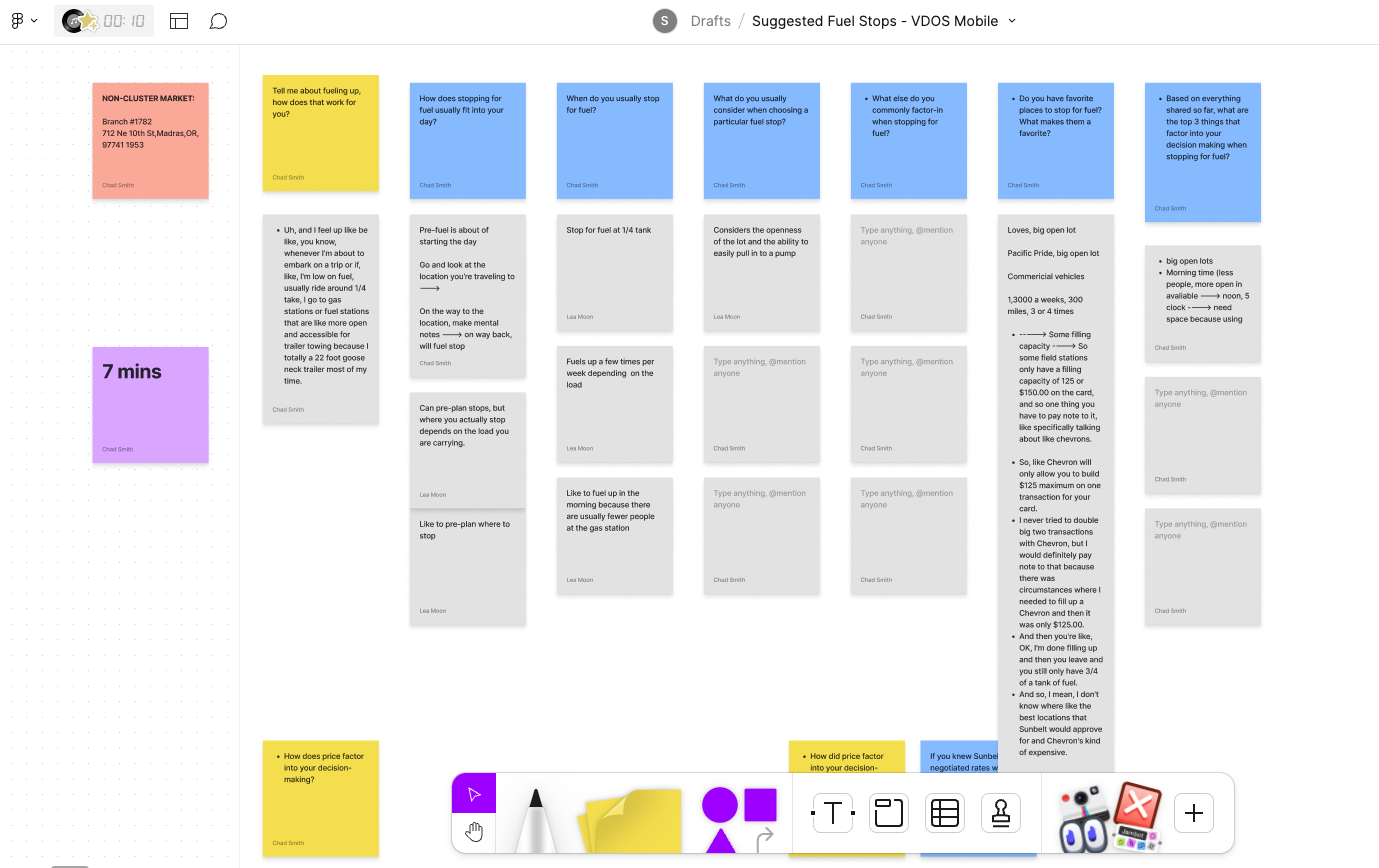 00:10
S
Drafts / Suggested Fuel Stops - VDOS Mobile
NON-CLUSTER MARKET:
Branch #1782
712 Ne 10th St,Madras,OR,
97741 1953
Chad Smith
7 mins
Chad Smith
Tell me about fueling up,
how does that work for
you?
Chad Smith
• Uh, and I feel up like be
like, you know,
whenever I'm about to
embark on a trip or if,
like, I'm low on fuel,
usually ride around 1/4
take, I go to gas
stations or fuel stations
that are like more open
and accessible for
trailer towing because I
totally a 22 foot goose
neck trailer most of my
time.
Chad Smith
How does stopping for
fuel usually fit into your
day?
Chad Smith
Pre-fuel is about of
starting the day
Go and look at the
location you're traveling to
--->
On the way to the
location, make mental
notes ---> on way back,
will fuel stop
Chad Smith
Can pre-plan stops, but
where you actually stop
depends on the load you
are carrying.
Lea Moon
Like to pre-plan where to
stop
Lea Moon
When do you usually stop
for fuel?
Chad Smith
Stop for fuel at 1/4 tank
Lea Moon
Fuels up a few times per
week depending on the
load
Lea Moon
Like to fuel up in the
morning because there
are usually fewer people
at the gas station
Lea Moon
What do you usually
consider when choosing a
particular fuel stop?
Chad Smith
Considers the openness
of the lot and the ability to
easily pull in to a pump
Lea Moon
Type anything, @mention
anyone
Chad Smith
Type anything, @mention
anyone
Chad Smith
• What else do you
commonly factor-in
when stopping for
fuel?
Chad Smith
Type anything, @mention
anyone
Chad Smith
Type anything, @mention
anyone
Chad Smith
Type anything, @mention
anyone
Chad Smith
• Do you have favorite
places to stop for fuel?
What makes them a
favorite?
Chad Smith
Loves, big open lot
Pacific Pride, big open lot
Commericial vehicles
1,3000 a weeks, 300
miles, 3 or 4 times
• ----> Some filling
capacity ----> So
some field stations
only have a filling
capacity of 125 or
$150.00 on the card,
and so one thing you
have to pay note to it,
like specifically talking
about like chevrons.
• So, like Chevron will
only allow you to build
$125 maximum on one
transaction for your
card.
• I never tried to double
big two transactions
with Chevron, but I
would definitely pay
note to that because
there was
circumstances where I
needed to fill up a
Chevron and then it
was only $125.00.
• And then you're like,
OK, I'm done filling up
and then you leave and
you still only have 3/4
of a tank of fuel.
• And so, I mean, I don't
know where like the
best locations that
Sunbelt would approve
for and Chevron's kind
of expensive.
• Based on everything
shared so far, what are
the top 3 things that
factor into your
decision making when
stopping for fuel?
Chad Smith
• big open lots
• Morning time (less
people, more open in
avaliable ---> noon, 5
clock ----> need
space because using
Chad Smith
Type anything, @mention
anyone
Chad Smith
Type anything, @mention
anyone
Chad Smith
• How does price factor
into your decision-
making?
Chad Smith
• How did price factor
into your decision-
If you knew Sunbel
negotiated rates w
T
Jambot